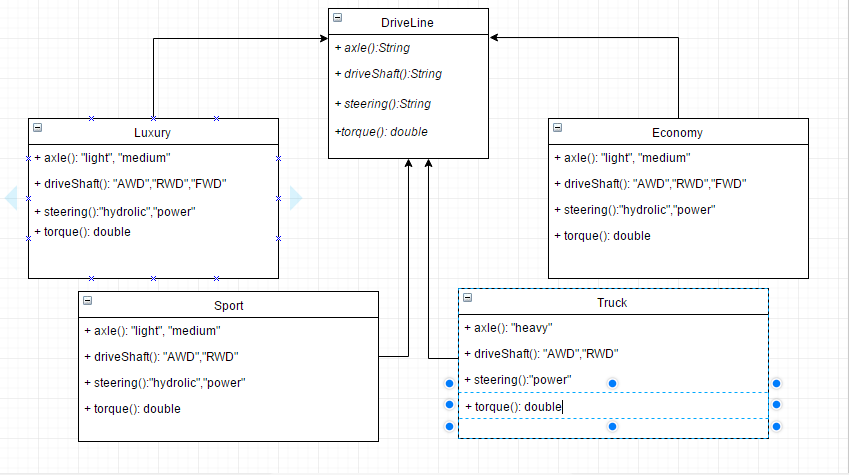 DriveLine
+ axle():String
+ driveShaft():String
+ steering():String
+torque(): double
Luxury
+ axle(): "light", "medium"
+ driveShaft(): "AWD","RWD","FWD"
+ steering():"hydrolic","power"
+ torque(): double
Economy
+ axle(): "light", "medium"
+ driveShaft(): "AWD","RWD","FWD"
+ steering():"hydrolic","power"
+ torque(): double
Sport
+ axle(): "light", "medium"
+ driveShaft(): "AWD","RWD"
+ steering():"hydrolic","power"
+ torque(): double
Truck
+ axle(): "heavy"
+ driveShaft(): "AWD","RWD"
+ steering():"power"
+ torque(): double